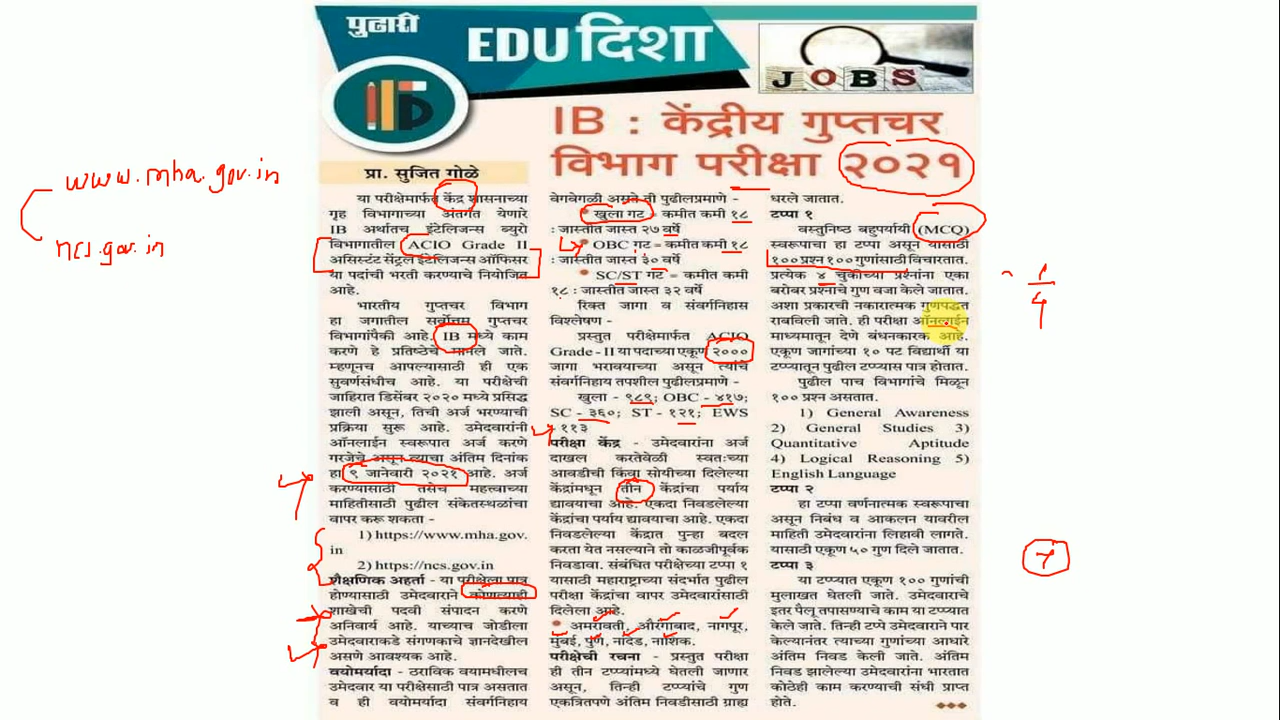 पुढारी
EDU दिशा
JOBS
IB : केंद्रीय गुप्तचर
विभाग परीक्षा २०२१
www.mha.gov.in
ncs.gov.in
प्रा. सुजित गोळे
या परीक्षेमार्फत केंद्र शासनाच्या
गृह विभागाच्या अंतर्गत येणारे
IB अर्थातच इंटेलिजन्स ब्युरो
विभागातील ACIO Grade II
असिस्टंट सेंट्रल इंटेलिजन्स ऑफिसर
या पदांची भरती करण्याचे नियोजित
आहे.
भारतीय गुप्तचर विभाग
हा जगातील सर्वोत्तम गुप्तचर
विभागांपैकी आहे. IB मध्ये काम
करणे हे प्रतिष्ठेचे मानले जाते.
म्हणूनच आपल्यासाठी ही एक
सुवर्णसंधीच आहे. या परीक्षेची
जाहिरात डिसेंबर २०२० मध्ये प्रसिद्ध
झाली असून, तिची अर्ज भरण्याची
प्रक्रिया सुरू आहे. उमेदवारांनी
ऑनलाईन स्वरूपात अर्ज करणे
गरजेचे असून त्याचा अंतिम दिनांक
हा ९ जानेवारी २०२१ आहे. अर्ज
करण्यासाठी तसेच महत्त्वाच्या
माहितीसाठी पुढील संकेतस्थळांचा
वापर करू शकता -
1) https://www.mha.gov.
in
2) https://ncs.gov.in
शैक्षणिक अहर्ता - या परीक्षेला पात्र
होण्यासाठी उमेदवाराने कोणत्याही
शाखेची पदवी संपादन करणे
अनिवार्य आहे. याच्याच जोडीला
उमेदवाराकडे संगणकाचे ज्ञानदेखील
असणे आवश्यक आहे.
वयोमर्यादा - ठराविक वयामधीलच
उमेदवार या परीक्षेसाठी पात्र असतात
व ही वयोमर्यादा संवर्गनिहाय
वेगवेगळी असते ती पुढीलप्रमाणे -
• खुला गट - कमीत कमी १८
: जास्तीत जास्त २७ वर्षे
• OBC गट - कमीत कमी १८
: जास्तीत जास्त ३० वर्षे
• SC/ST गट - कमीत कमी
१८ : जास्तीत जास्त ३२ वर्षे
रिक्त जागा व संवर्गनिहास
विश्लेषण -
प्रस्तुत परीक्षेमार्फत ACIO
Grade - II या पदाच्या एकूण २०००
जागा भरावयाच्या असून त्यांचे
संवर्गनिहाय तपशील पुढीलप्रमाणे -
खुला - ९८९; OBC - ४१७;
SC - ३६०; ST - १२१; EWS
- ११३
परीक्षा केंद्र - उमेदवारांना अर्ज
दाखल करतेवेळी स्वतःच्या
आवडीची किंवा सोयीच्या दिलेल्या
केंद्रांमधून तीन केंद्रांचा पर्याय
द्यावयाचा आहे. एकदा निवडलेल्या
केंद्रांचा पर्याय द्यावयाचा आहे. एकदा
निवडलेल्या केंद्रात पुन्हा बदल
करता येत नसल्याने तो काळजीपूर्वक
निवडावा. संबंधित परीक्षेच्या टप्पा १
यासाठी महाराष्ट्राच्या संदर्भात पुढील
परीक्षा केंद्रांचा वापर उमेदवारांसाठी
दिलेला आहे.
• अमरावती, औरंगाबाद, नागपूर,
मुंबई, पुणे, नांदेड, नाशिक.
परीक्षेची रचना - प्रस्तुत परीक्षा
ही तीन टप्प्यांमध्ये घेतली जाणार
असून, तिन्ही टप्प्यांचे गुण
एकत्रितपणे अंतिम निवडीसाठी ग्राह्य
धरले जातात.
टप्पा १
वस्तुनिष्ठ बहुपर्यायी (MCQ)
स्वरूपाचा हा टप्पा असून यासाठी
१०० प्रश्न १०० गुणांसाठी विचारतात.
प्रत्येक ४ चुकीच्या प्रश्नांना एका
बरोबर प्रश्नाचे गुण वजा केले जातात.
अशा प्रकारची नकारात्मक गुणपद्धत
राबविली जाते. ही परीक्षा ऑनलाईन
माध्यमातून देणे बंधनकारक आहे.
एकूण जागांच्या १० पट विद्यार्थी या
टप्प्यातून पुढील टप्प्यास पात्र होतात.
पुढील पाच विभागांचे मिळून
१०० प्रश्न असतात.
1) General Awareness
2) General Studies 3)
Quantitative Aptitude
4) Logical Reasoning 5)
English Language
टप्पा २
हा टप्पा वर्णनात्मक स्वरूपाचा
असून निबंध व आकलन यावरील
माहिती उमेदवारांना लिहावी लागते.
यासाठी एकूण ५० गुण दिले जातात.
टप्पा ३
या टप्प्यात एकूण १०० गुणांची
मुलाखत घेतली जाते. उमेदवाराचे
इतर पैलू तपासण्याचे काम या टप्प्यात
केले जाते. तिन्ही टप्पे उमेदवाराने पार
केल्यानंतर त्याच्या गुणांच्या आधारे
अंतिम निवड केली जाते. अंतिम
निवड झालेल्या उमेदवारांना भारतात
कोठेही काम करण्याची संधी प्राप्त
होते.